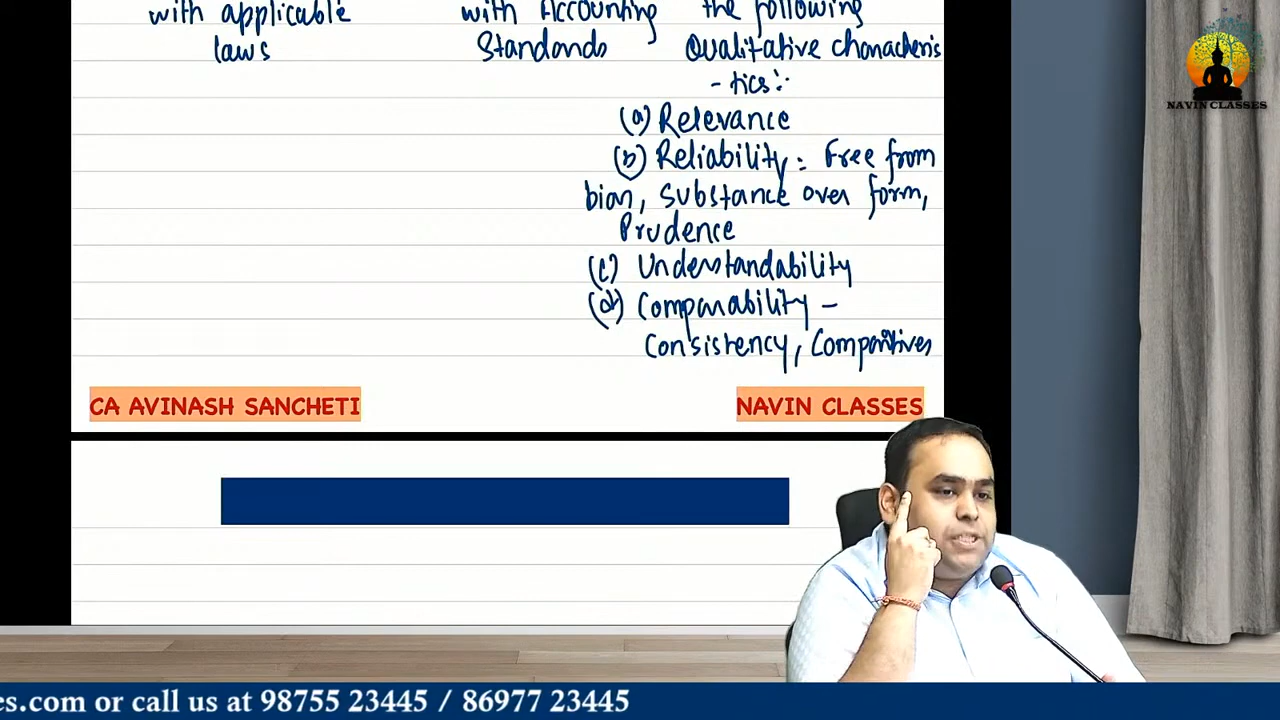 with applicable
laws
with Accounting
Standards
the following
Qualitative characteris
- tics :-
(a) Relevance
(b) Reliability : Free from
bias, Substance over form,
Prudence
(c) Understandability
(d) Comparability -
Consistency, Comparitives
CA AVINASH SANCHETI
NAVIN CLASSES
NAVIN CLASSES
es.com or call us at 98755 23445 / 86977 23445